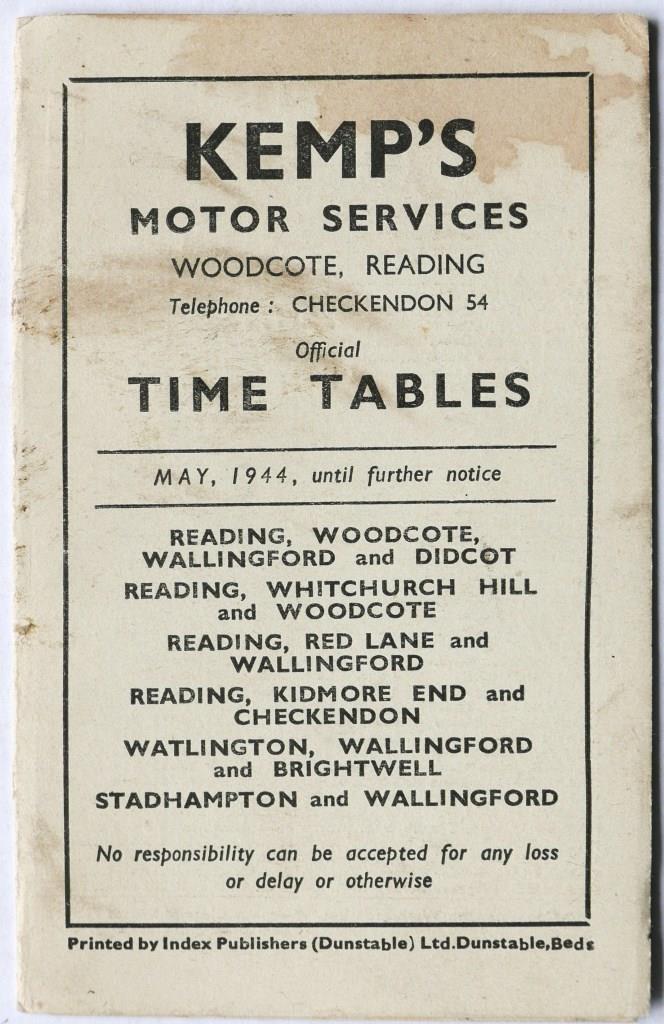 KEMP'S
MOTOR SERVICES
WOODCOTE, READING
Telephone : CHECKENDON 54
Official
TIME TABLES
MAY, 1944, until further notice
READING, WOODCOTE,
WALLINGFORD and DIDCOT
READING, WHITCHURCH HILL
and WOODCOTE
READING, RED LANE and
WALLINGFORD
READING, KIDMORE END and
CHECKENDON
WATLINGTON, WALLINGFORD
and BRIGHTWELL
STADHAMPTON and WALLINGFORD
No responsibility can be accepted for any loss
or delay or otherwise
Printed by Index Publishers (Dunstable) Ltd.Dunstable,Beds